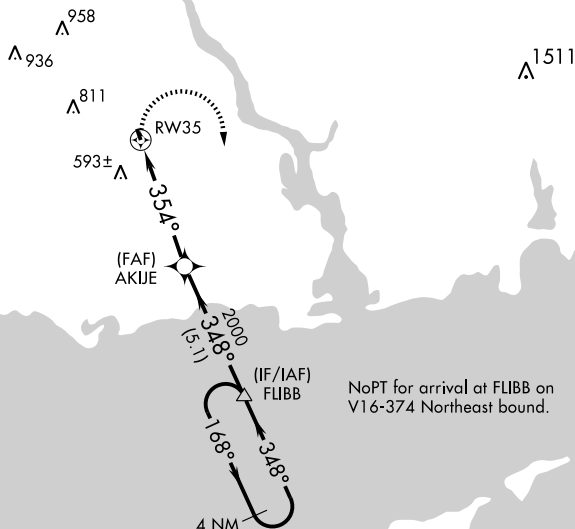 958
936
1511
811
RW35
593±
354°
(FAF)
AKIJE
2000
348°
(5.1)
(IF/IAF)
FLIBB
NoPT for arrival at FLIBB on
V16-374 Northeast bound.
168°
348°
4 NM